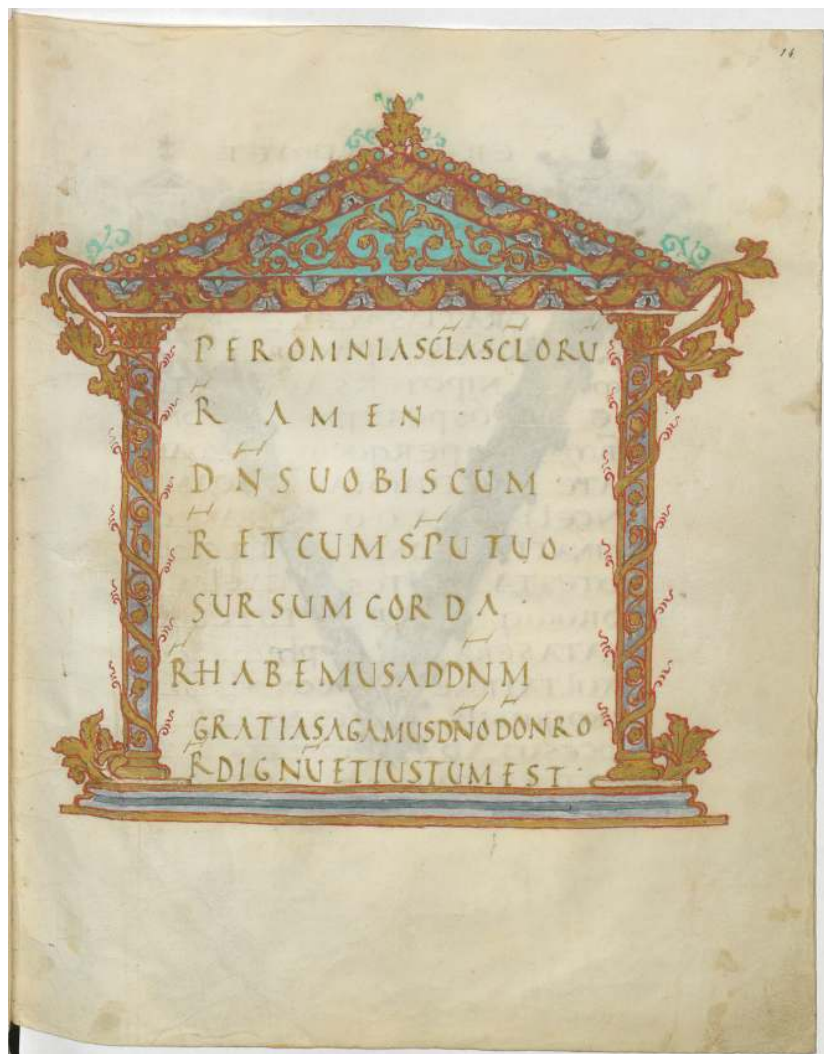 14
PER OMNIA SCLA SCLORU
R AMEN
DNS UOBISCUM
R ET CUM SPU TUO
SURSUM CORDA
R HABEMUS AD DNM
GRATIAS AGAMUS DNO DO NRO
R DIGNU ET IUSTUM EST